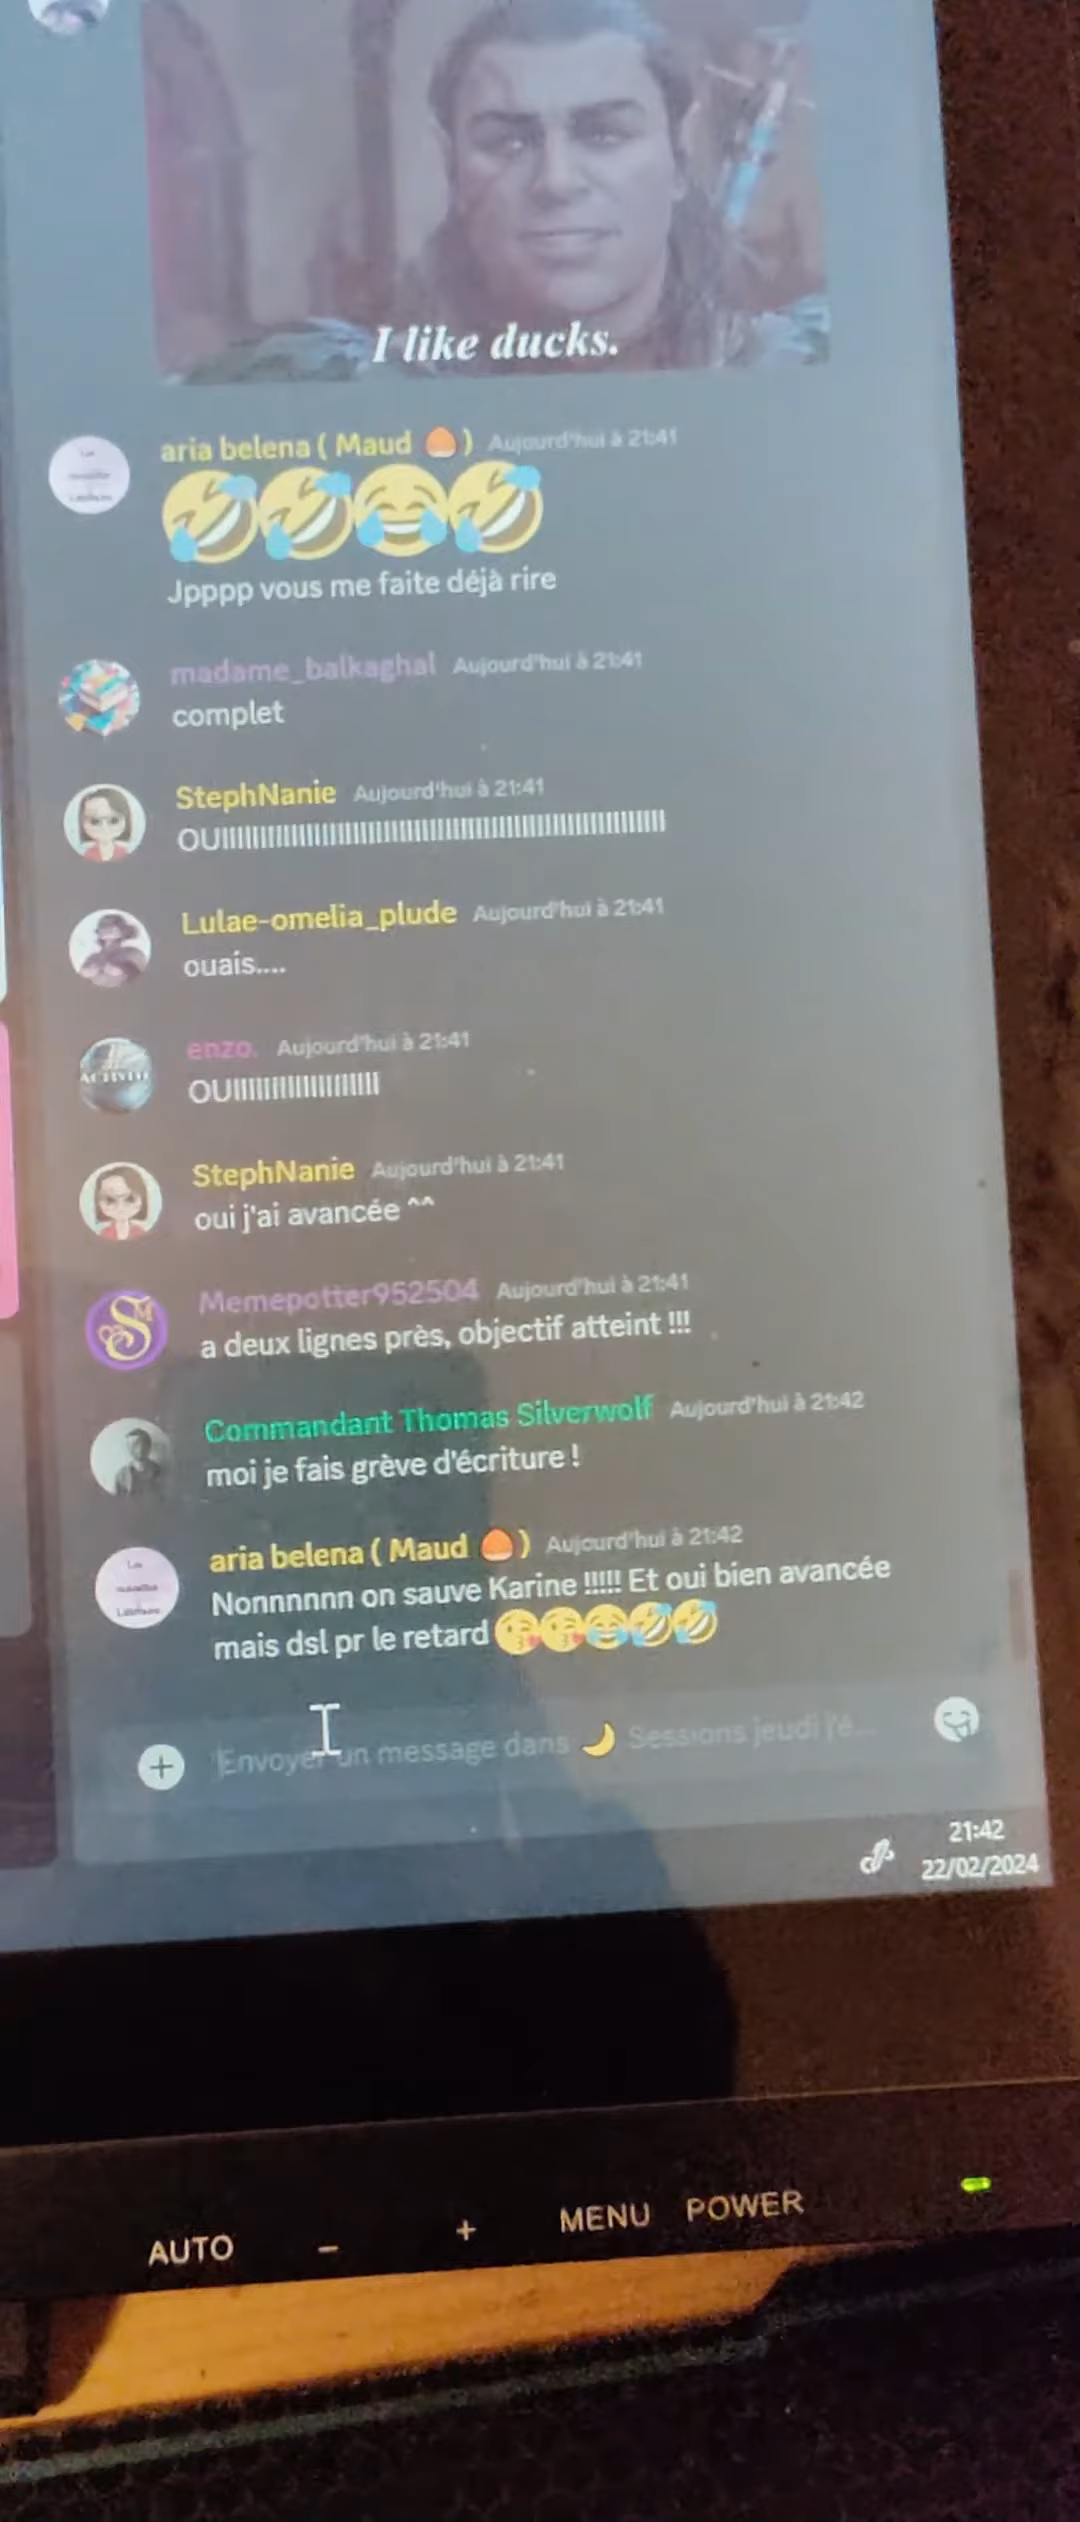 I like ducks.
aria belena ( Maud ) Aujourd'hui à 21:41
🤣🤣😂🤣
Jpppp vous me faite déjà rire
madame_balkaghal Aujourd'hui à 21:41
complet
StephNanie Aujourd'hui à 21:41
OUIIIIIIIIIIIIIIIIIIIIIIIIIIIIIIIIIIIIIIIIIIIIIIIIIIIIIIIII
Lulae-omelia_plude Aujourd'hui à 21:41
ouais....
enzo. Aujourd'hui à 21:41
OUIIIIIIIIIIIIIIIIIIII
StephNanie Aujourd'hui à 21:41
oui j'ai avancée ^^
Memepotter952504 Aujourd'hui à 21:41
a deux lignes près, objectif atteint !!!
Commandant Thomas Silverwolf Aujourd'hui à 21:42
moi je fais grève d'écriture !
aria belena ( Maud ) Aujourd'hui à 21:42
Nonnnnnn on sauve Karine !!!!! Et oui bien avancée
mais dsl pr le retard 😘😘😂🤣🤣
Envoyer un message dans 🌙 Sessions jeudi
21:42
22/02/2024
AUTO - + MENU POWER